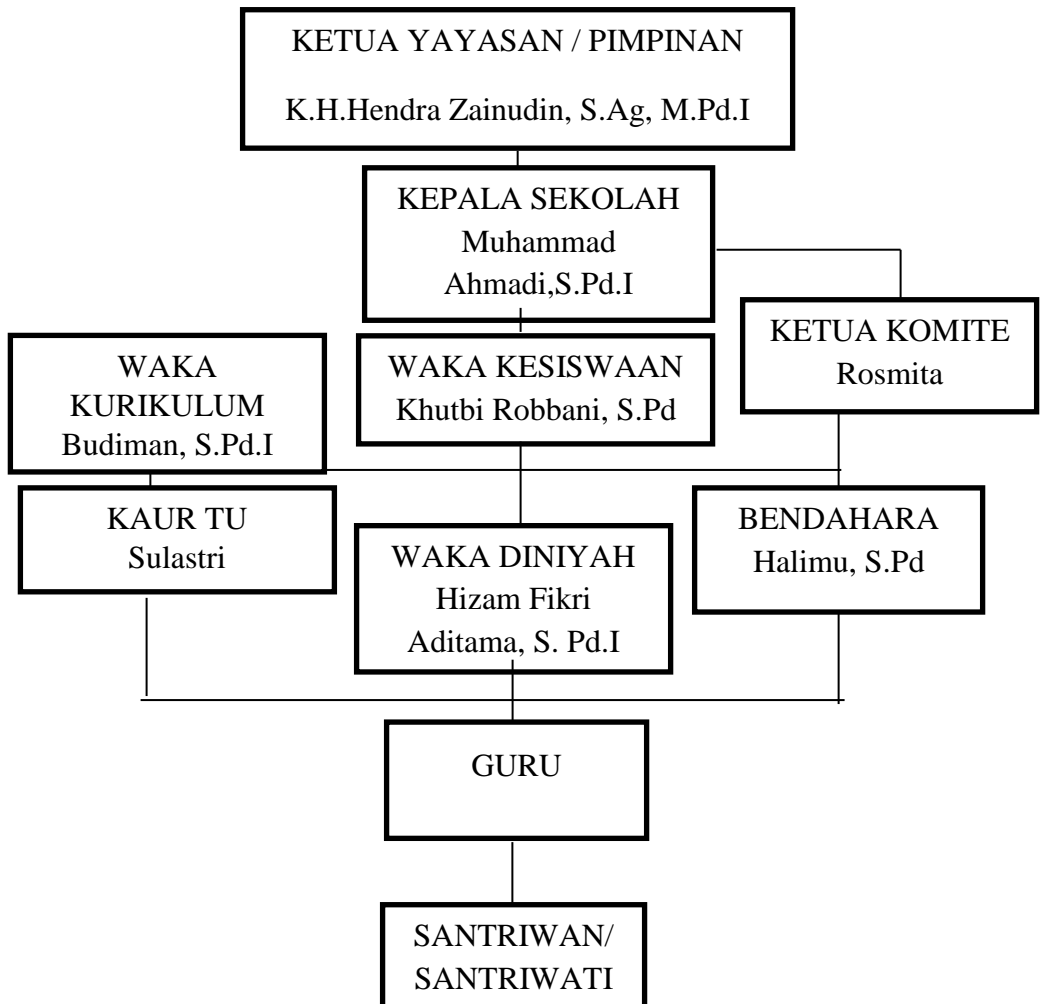 KETUA YAYASAN / PIMPINAN
K.H.Hendra Zainudin, S.Ag, M.Pd.I
KEPALA SEKOLAH
Muhammad
Ahmadi,S.Pd.I
KETUA KOMITE
Rosmita
WAKA
KURIKULUM
Budiman, S.Pd.I
WAKA KESISWAAN
Khutbi Robbani, S.Pd
KAUR TU
Sulastri
WAKA DINIYAH
Hizam Fikri
Aditama, S. Pd.I
BENDAHARA
Halimu, S.Pd
GURU
SANTRIWAN/
SANTRIWATI